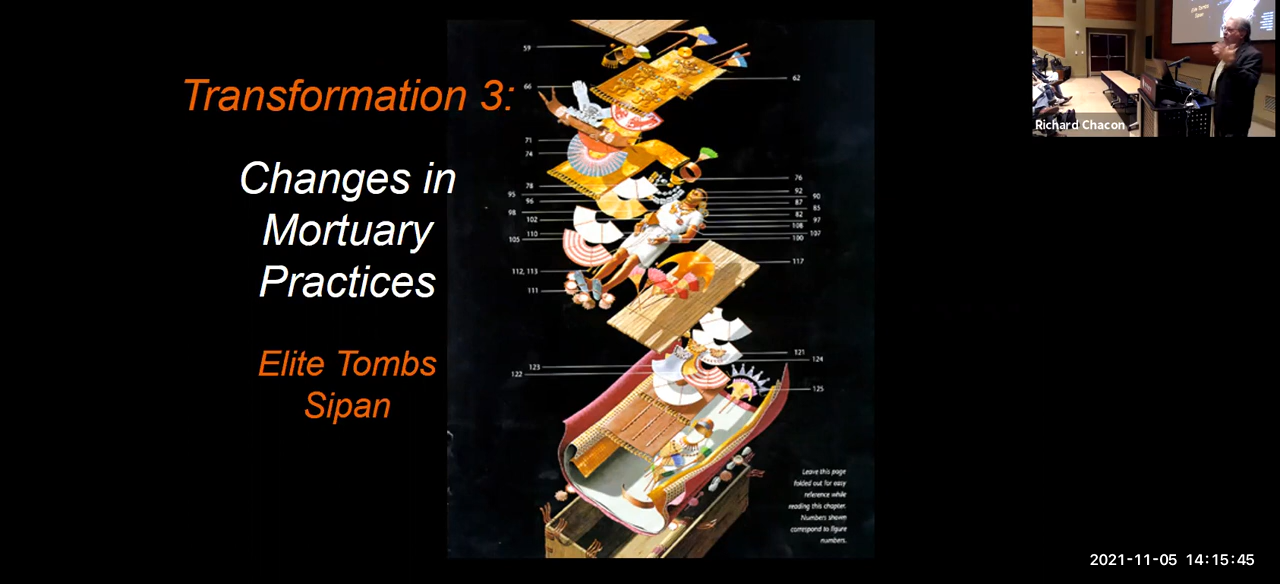 Transformation 3:
Changes in
Mortuary
Practices
Elite Tombs
Sipan
59
62
66
71
74
76
78
92
90
95
96
87
85
98
82
97
102
108
110
107
105
100
117
112, 113
111
121
123
124
122
125
Leave this page
folded out for easy
reference while
reading this chapter.
Numbers shown
correspond to figure
numbers.
Elite Tombs
Sipan
Richard Chacon
2021-11-05 14:15:45